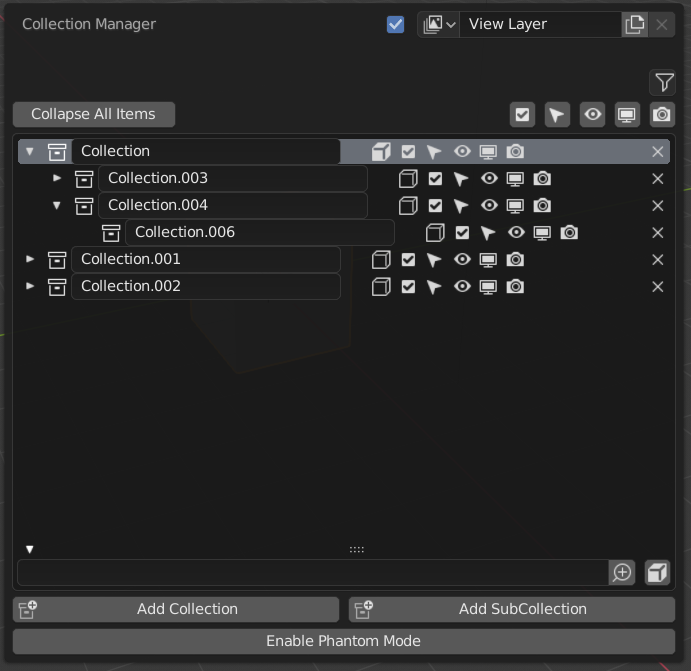 Collection Manager
View Layer
Collapse All Items
Collection
Collection.003
Collection.004
Collection.006
Collection.001
Collection.002
Add Collection
Add SubCollection
Enable Phantom Mode